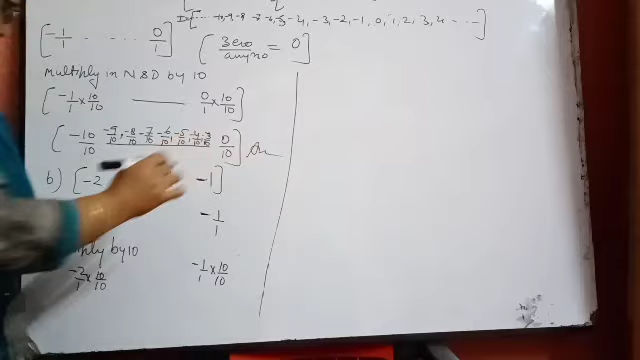 I= ···· -10, -9 -8 -7 -6, -5 -4, -3, -2, -1, 0, 1, 2, 3, 4 ----]
[-1/1 ---- 0/1] (Zero/any no = 0]
Multiply in N & D by 10
[-1/1 × 10/10 —— 0/1 × 10/10]
[-10/10 -9/10, -8/10 -7/10 -6/10, -5/10, -4/10 -3/10 0/10] Ans
b) [-2 -1]
-1/1
by 10
-2/1 × 10/10 -1/1 × 10/10